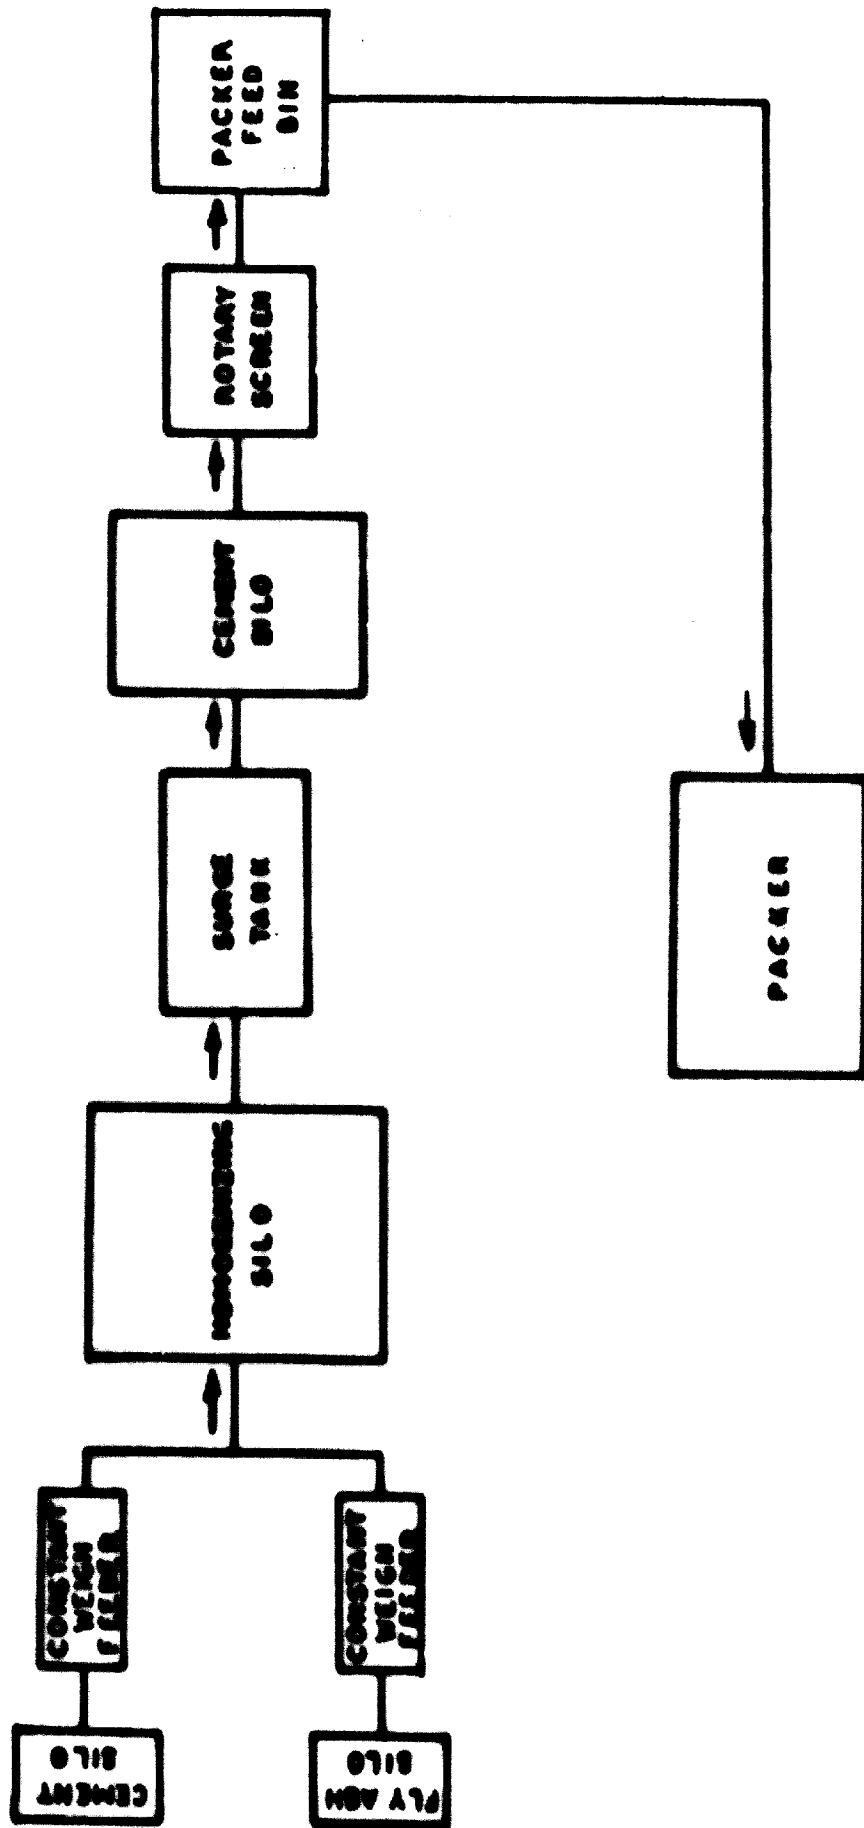 CEMENT
SILO
FLY ASH
SILO
CONSTANT
WEIGH
FEEDER
CONSTANT
WEIGH
FEEDER
HOMOGENIZING
SILO
SURGE
TANK
CEMENT
SILO
ROTARY
SCREEN
PACKER
FEED
BIN
PACKER